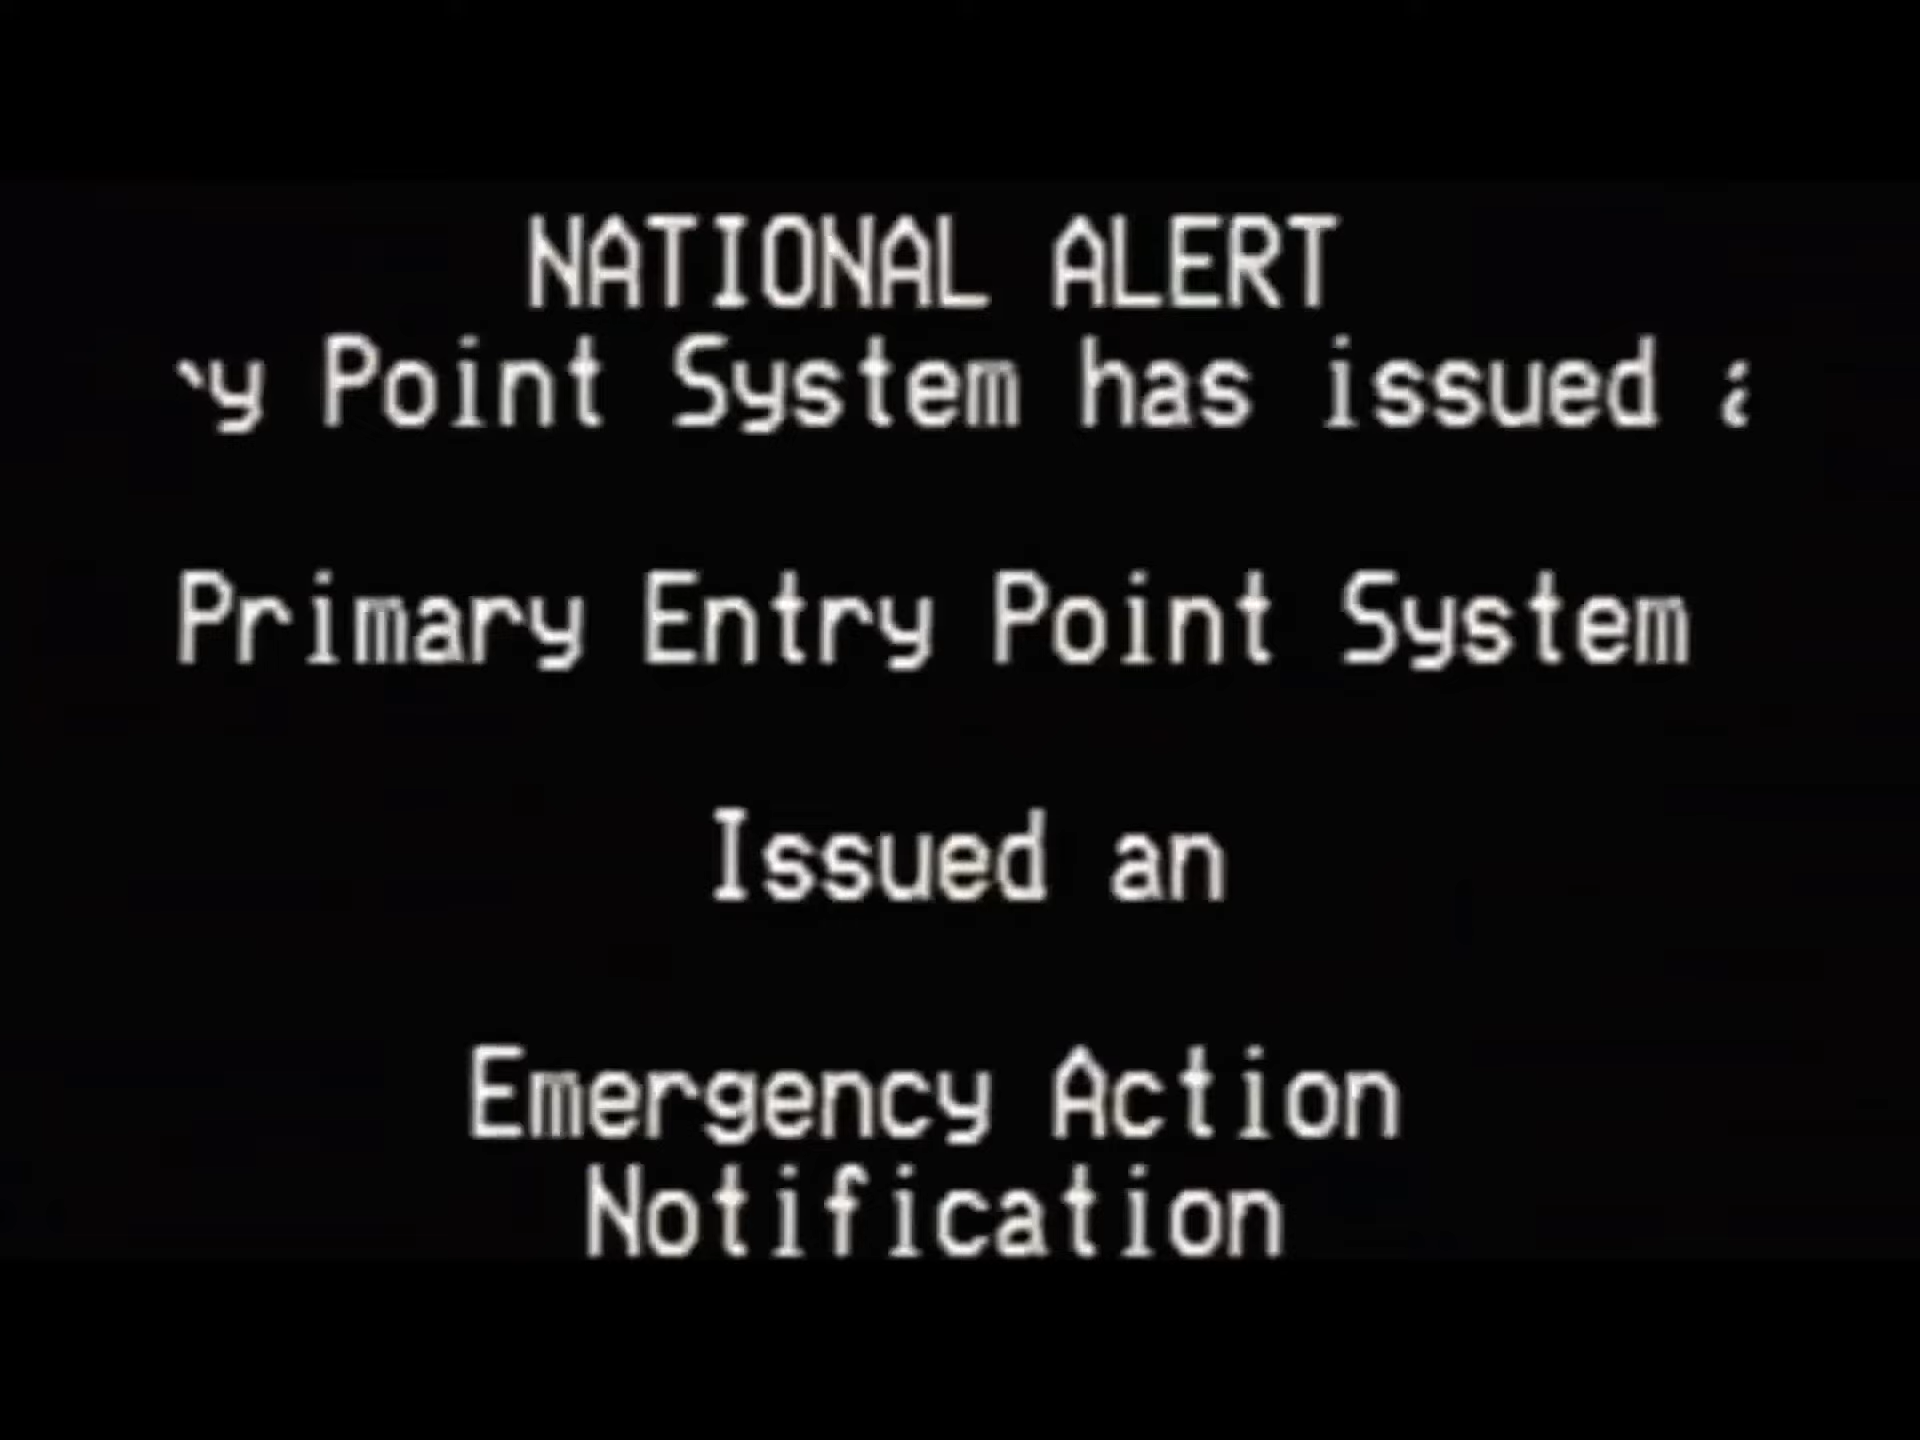 NATIONAL ALERT
y Point System has issued a
Primary Entry Point System
Issued an
Emergency Action
Notification